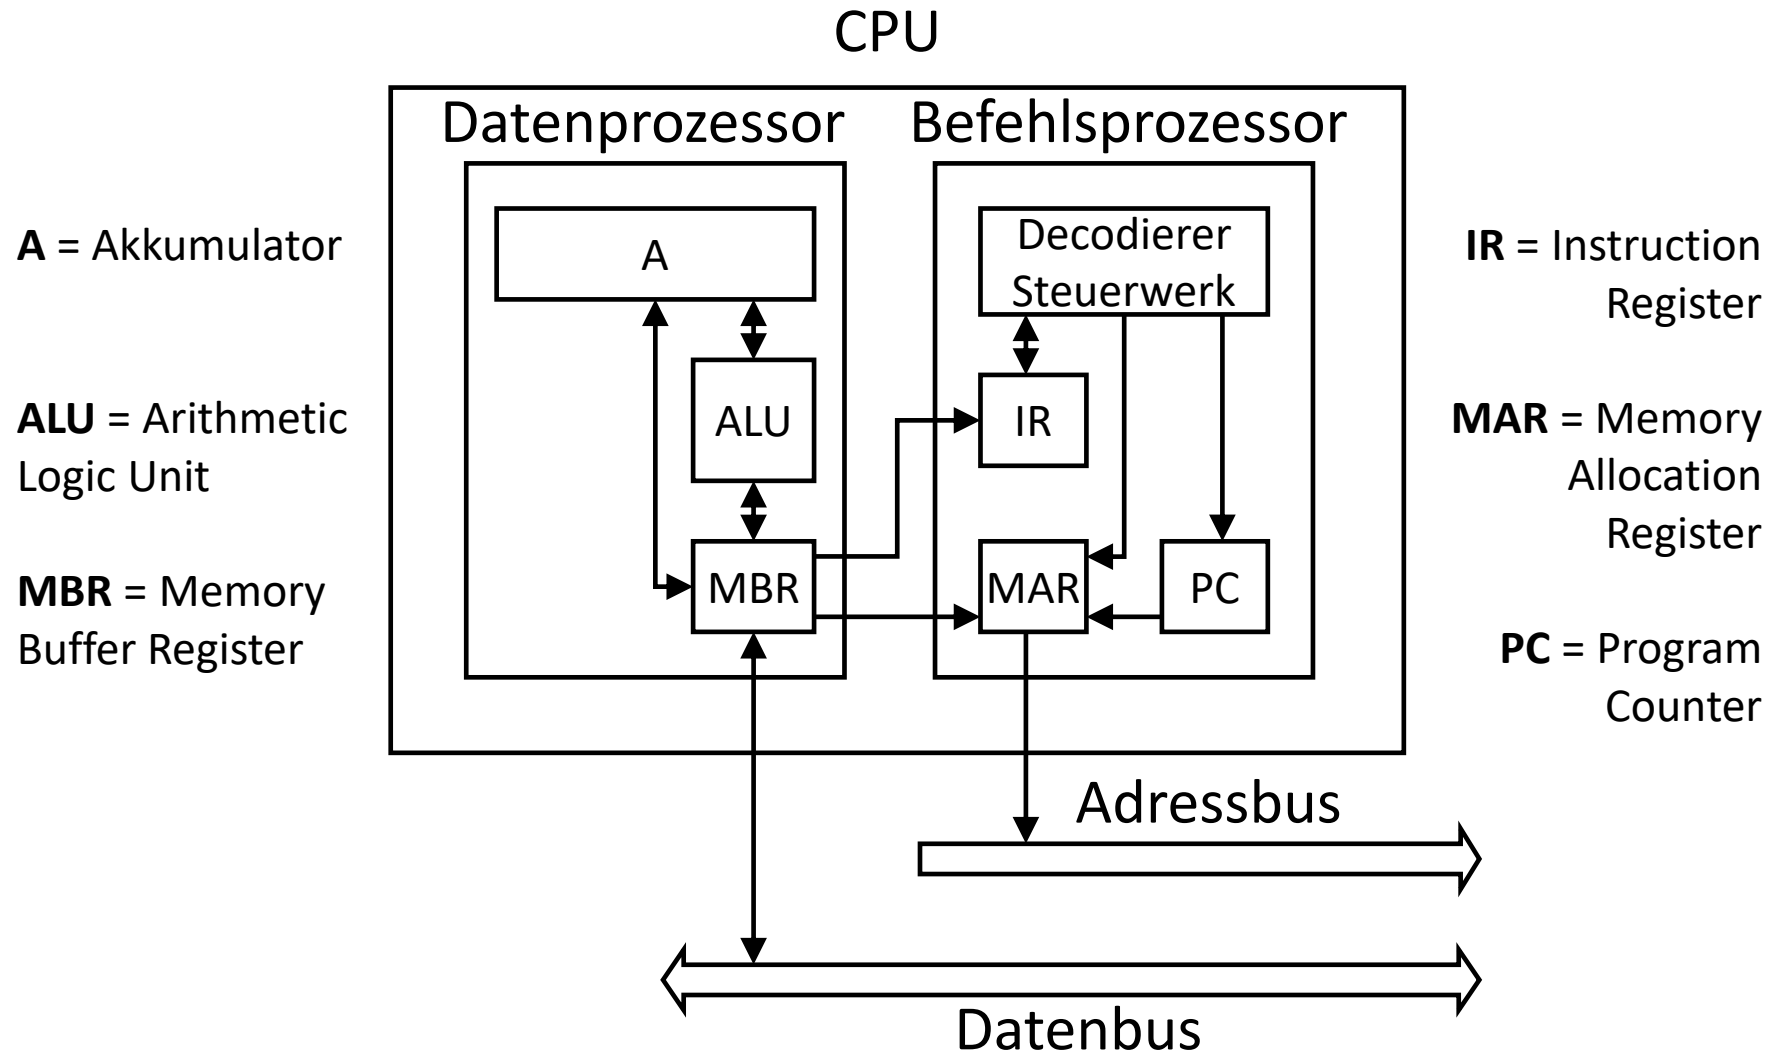 CPU
Datenprozessor
Befehlsprozessor
A = Akkumulator
ALU = Arithmetic
Logic Unit
MBR = Memory
Buffer Register
A
ALU
MBR
Decodierer
Steuerwerk
IR
MAR
PC
IR = Instruction
Register
MAR = Memory
Allocation
Register
PC = Program
Counter
Adressbus
Datenbus